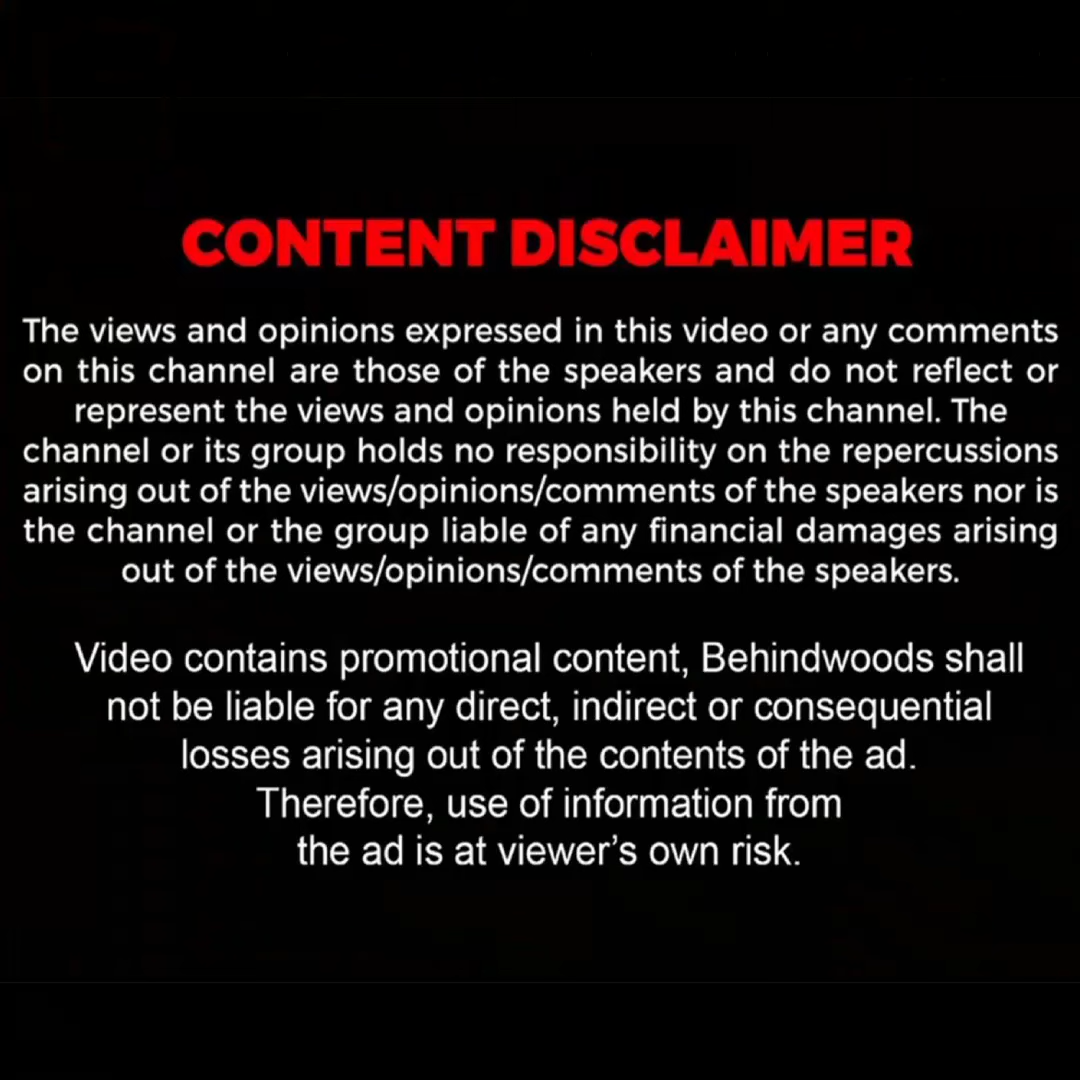 CONTENT DISCLAIMER
The views and opinions expressed in this video or any comments
on this channel are those of the speakers and do not reflect or
represent the views and opinions held by this channel. The
channel or its group holds no responsibility on the repercussions
arising out of the views/opinions/comments of the speakers nor is
the channel or the group liable of any financial damages arising
out of the views/opinions/comments of the speakers.
Video contains promotional content, Behindwoods shall
not be liable for any direct, indirect or consequential
losses arising out of the contents of the ad.
Therefore, use of information from
the ad is at viewer’s own risk.